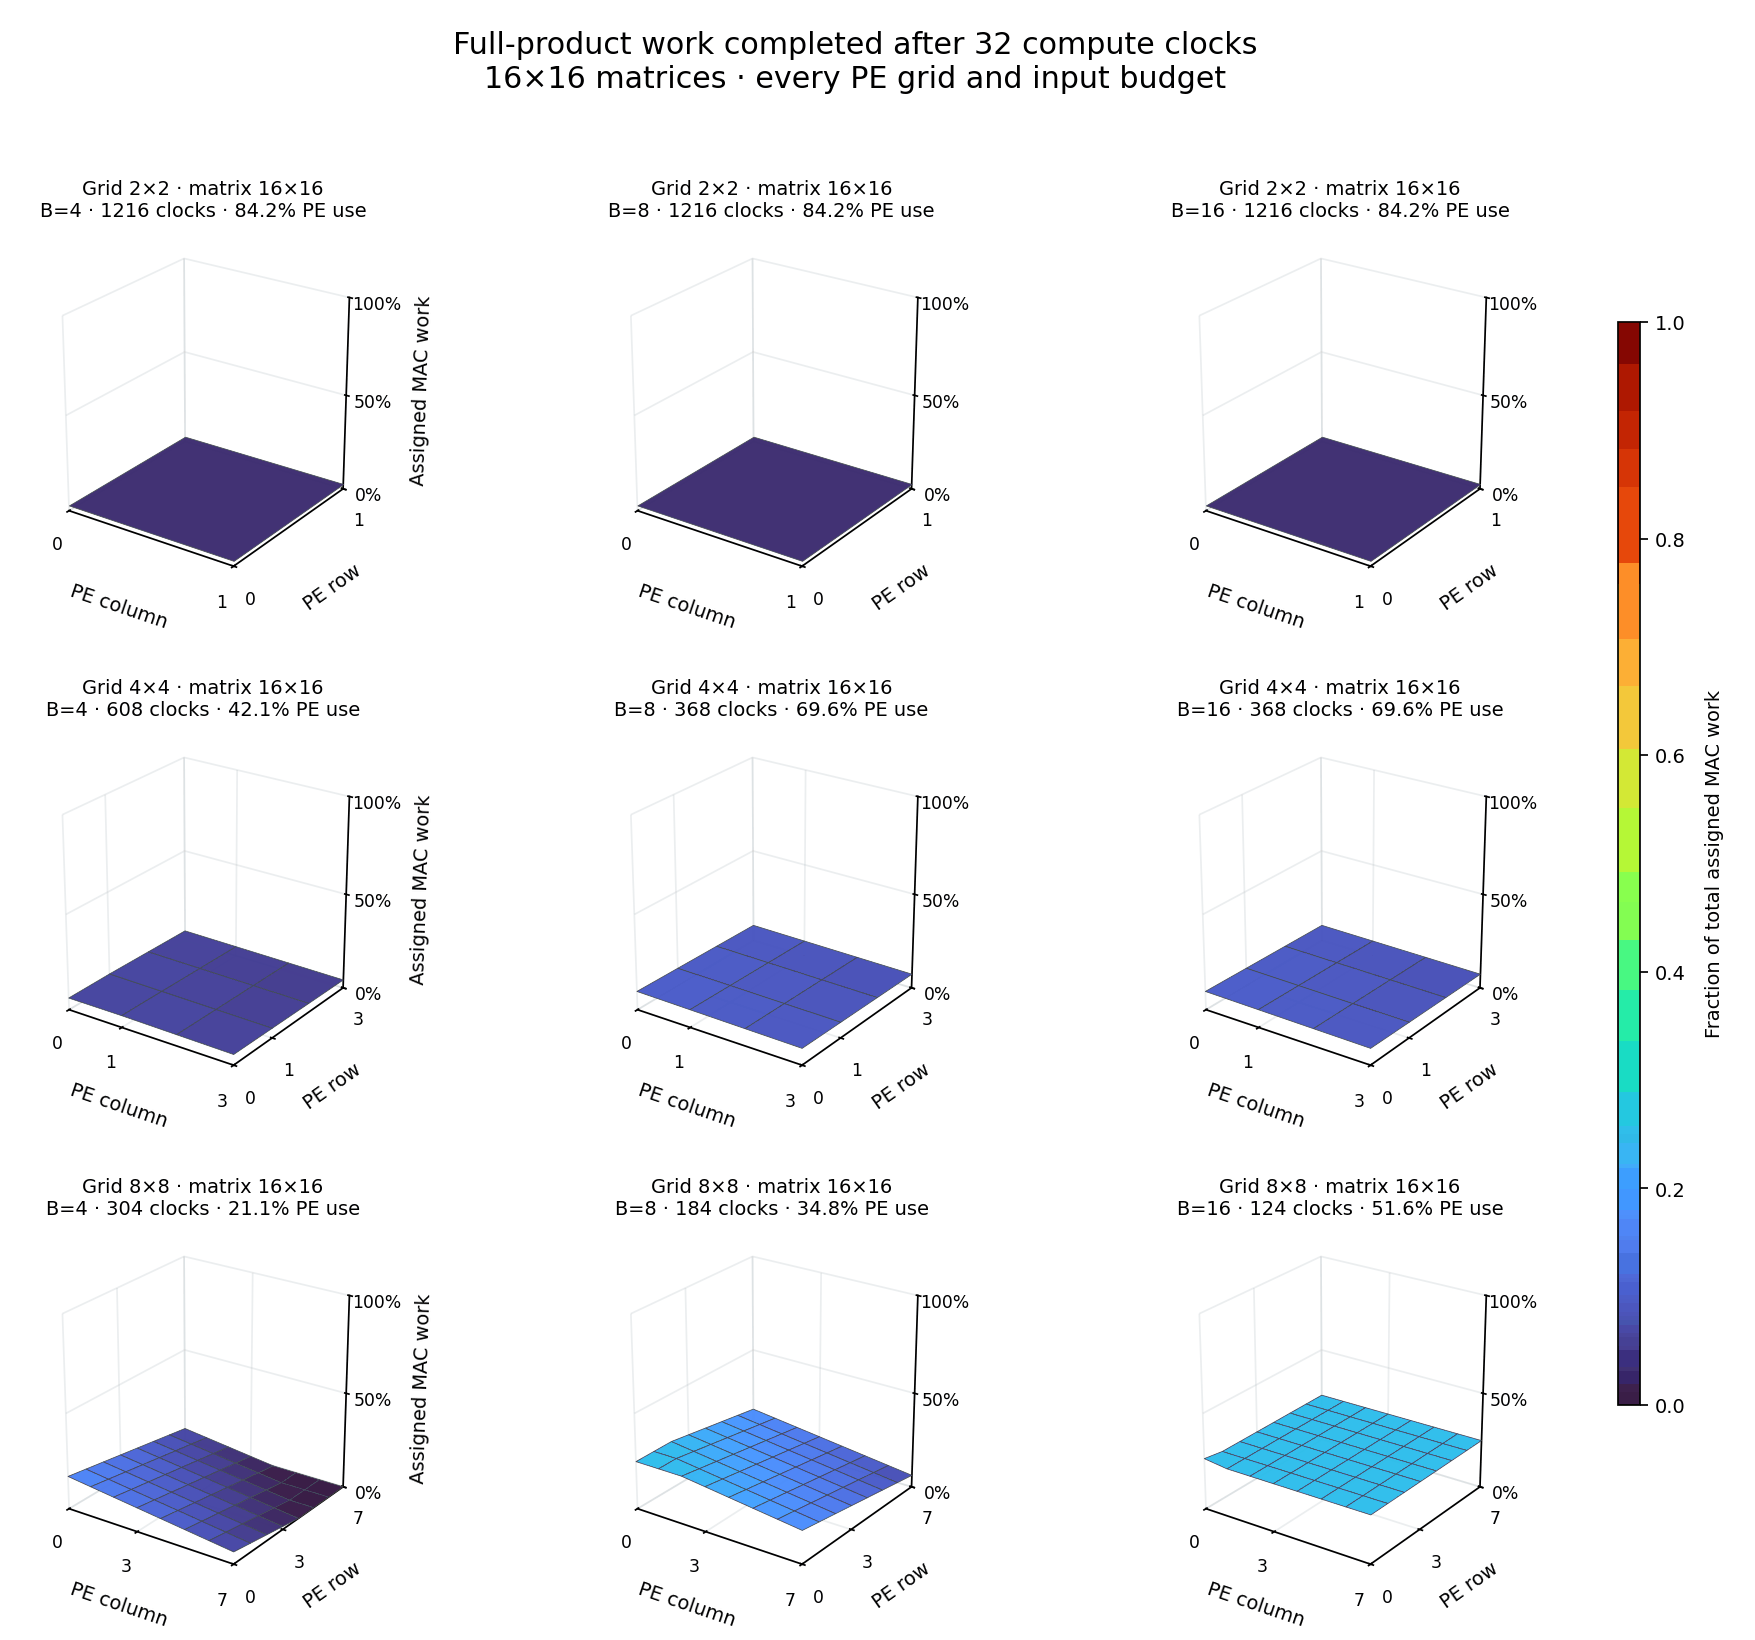 Full-product work completed after 32 compute clocks
16×16 matrices · every PE grid and input budget
Grid 2×2 · matrix 16×16
B=4 · 1216 clocks · 84.2% PE use
100%
50%
0%
Assigned MAC work
0
1
PE column
0
1
PE row
Grid 2×2 · matrix 16×16
B=8 · 1216 clocks · 84.2% PE use
100%
50%
0%
0
1
PE column
0
1
PE row
Grid 2×2 · matrix 16×16
B=16 · 1216 clocks · 84.2% PE use
100%
50%
0%
0
1
PE column
0
1
PE row
Grid 4×4 · matrix 16×16
B=4 · 608 clocks · 42.1% PE use
100%
50%
0%
Assigned MAC work
0
1
3
PE column
0
1
3
PE row
Grid 4×4 · matrix 16×16
B=8 · 368 clocks · 69.6% PE use
100%
50%
0%
0
1
3
PE column
0
1
3
PE row
Grid 4×4 · matrix 16×16
B=16 · 368 clocks · 69.6% PE use
100%
50%
0%
0
1
3
PE column
0
1
3
PE row
Grid 8×8 · matrix 16×16
B=4 · 304 clocks · 21.1% PE use
100%
50%
0%
Assigned MAC work
0
3
7
PE column
0
3
7
PE row
Grid 8×8 · matrix 16×16
B=8 · 184 clocks · 34.8% PE use
100%
50%
0%
0
3
7
PE column
0
3
7
PE row
Grid 8×8 · matrix 16×16
B=16 · 124 clocks · 51.6% PE use
100%
50%
0%
0
3
7
PE column
0
3
7
PE row
1.0
0.8
0.6
0.4
0.2
0.0
Fraction of total assigned MAC work